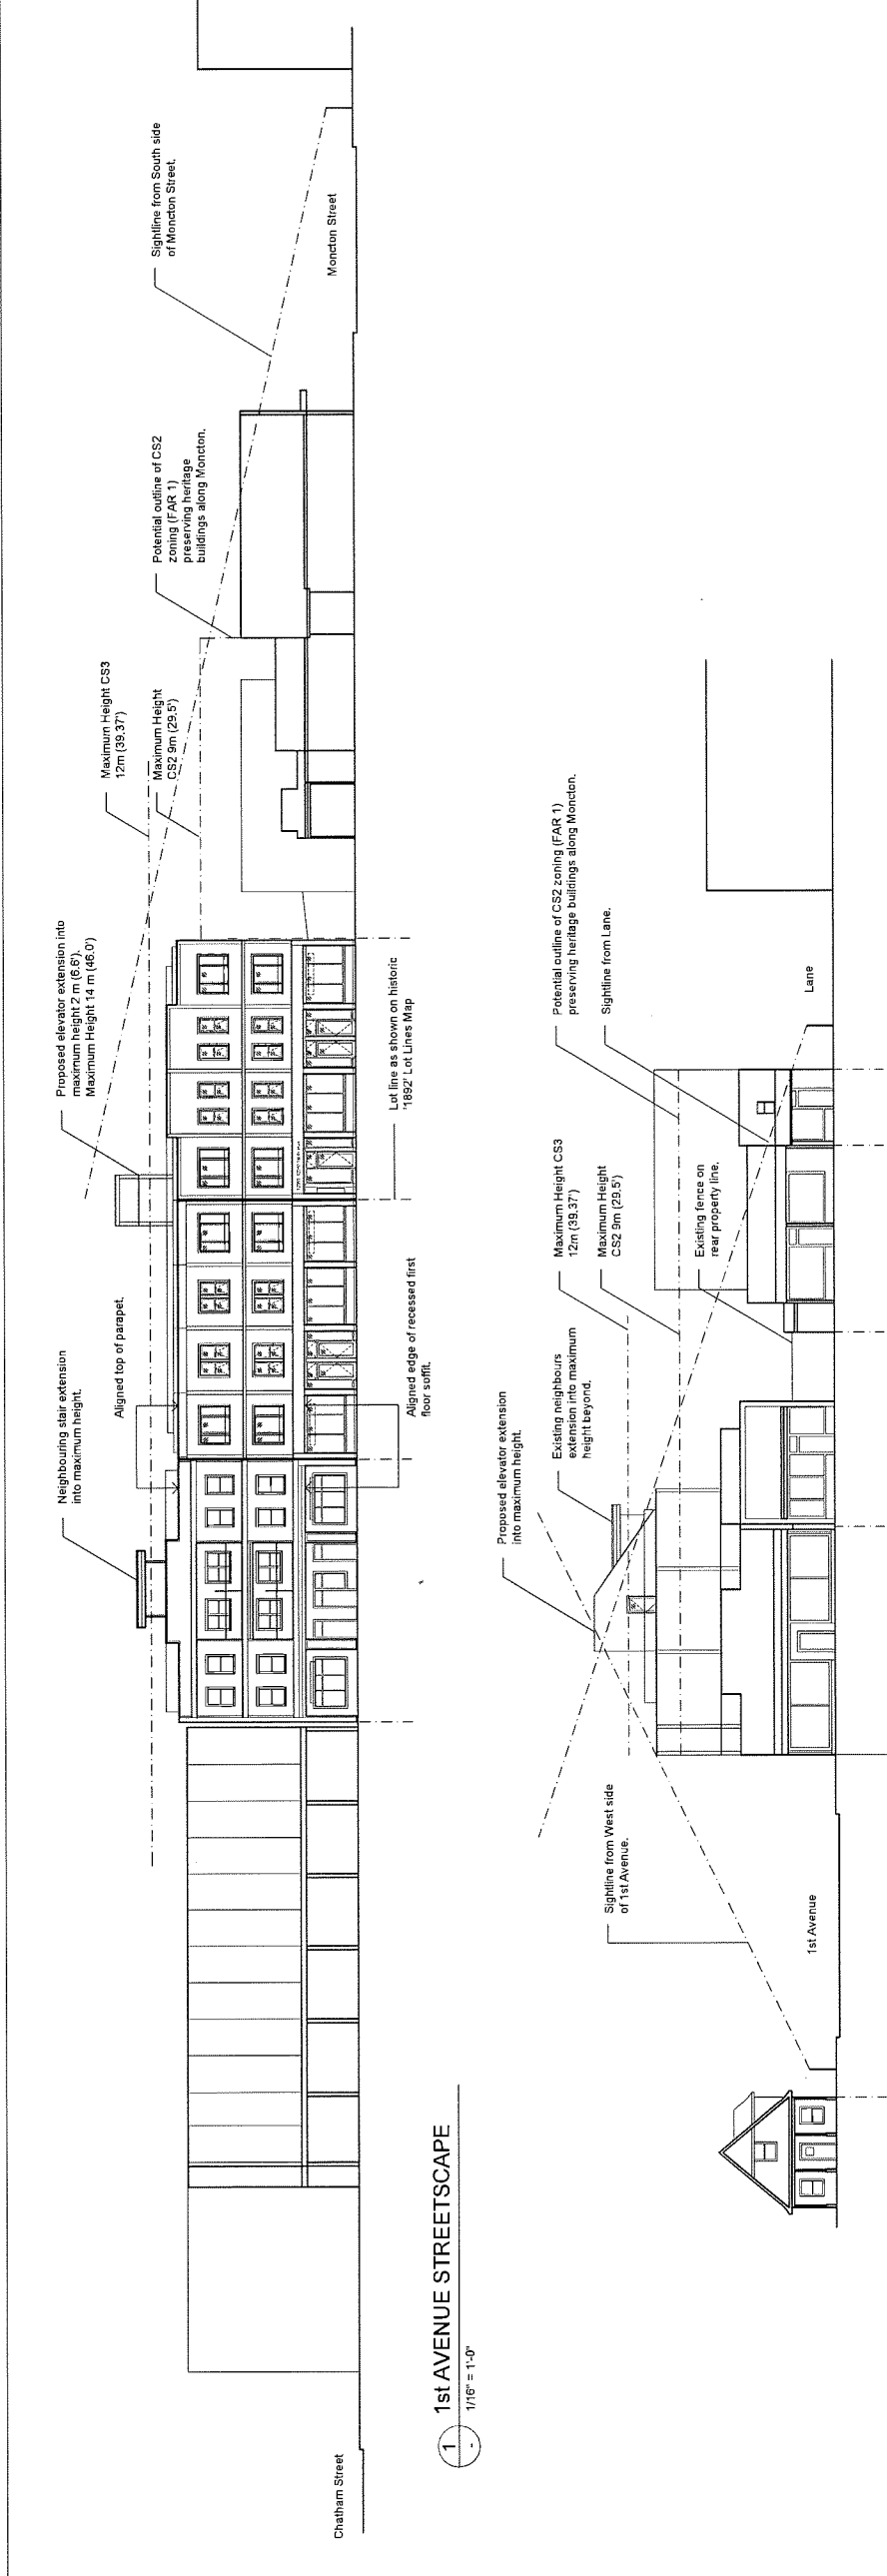 Neighbouring stair extension
into maximum height.
Aligned top of parapet.
Proposed elevator extension into
maximum height 2 m (6.6').
Maximum Height 14 m (46.0')
Maximum Height CS3
12m (39.37')
Maximum Height
CS2 9m (29.5')
Potential outline of CS2
zoning (FAR 1)
preserving heritage
buildings along Moncton.
Sightline from South side
of Moncton Street.
Chatham Street
Moncton Street
Aligned edge of recessed first
floor soffit.
Lot line as shown on historic
'1892' Lot Lines Map
1
-
1st AVENUE STREETSCAPE
1/16" = 1'-0"
Proposed elevator extension
into maximum height.
Existing neighbours
extension into maximum
height beyond.
Maximum Height CS3
12m (39.37')
Maximum Height
CS2 9m (29.5')
Potential outline of CS2 zoning (FAR 1)
preserving heritage buildings along Moncton.
Sightline from Lane.
Existing fence on
rear property line.
Sightline from West side
of 1st Avenue.
1st Avenue
Lane